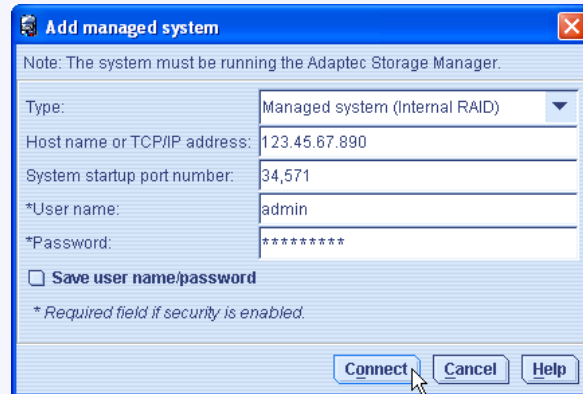 Add managed system
Note: The system must be running the Adaptec Storage Manager.
Type: Managed system (Internal RAID)
Host name or TCP/IP address: 123.45.67.890
System startup port number: 34,571
*User name: admin
*Password: *********
Save user name/password
* Required field if security is enabled.
Connect Cancel Help